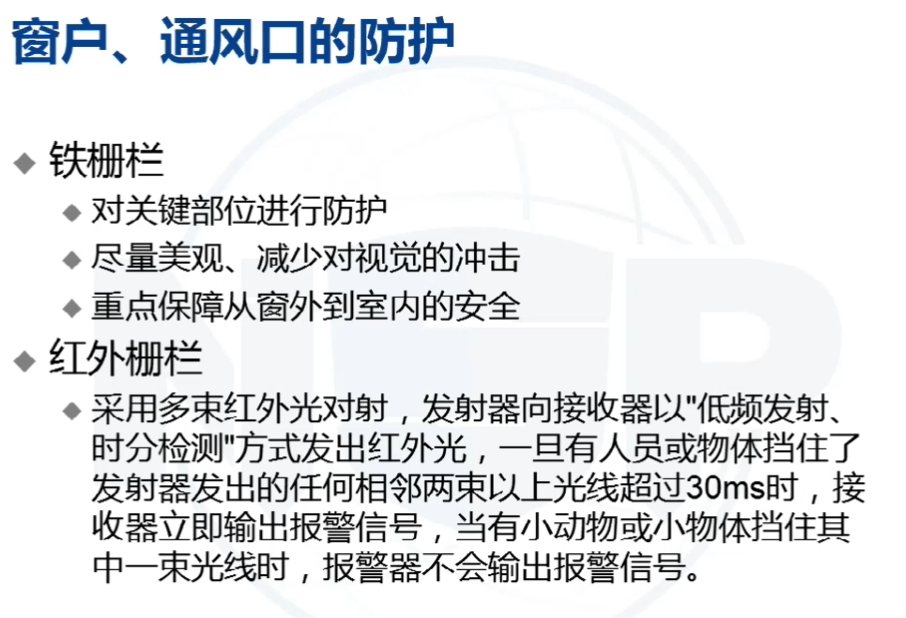 窗户、通风口的防护
铁栅栏
对关键部位进行防护
尽量美观、减少对视觉的冲击
重点保障从窗外到室内的安全
红外栅栏
采用多束红外光对射，发射器向接收器以"低频发射、
时分检测"方式发出红外光，一旦有人员或物体挡住了
发射器发出的任何相邻两束以上光线超过30ms时，接
收器立即输出报警信号，当有小动物或小物体挡住其
中一束光线时，报警器不会输出报警信号。